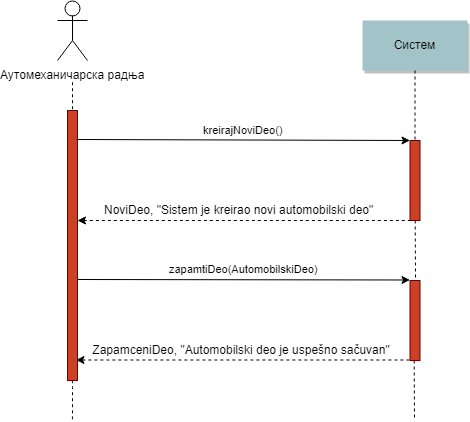 Систем
Аутомеханичарска радња
kreirajNoviDeo()
NoviDeo, "Sistem je kreirao novi automobilski deo"
zapamtiDeo(AutomobilskiDeo)
ZapamceniDeo, "Automobilski deo je uspešno sačuvan"